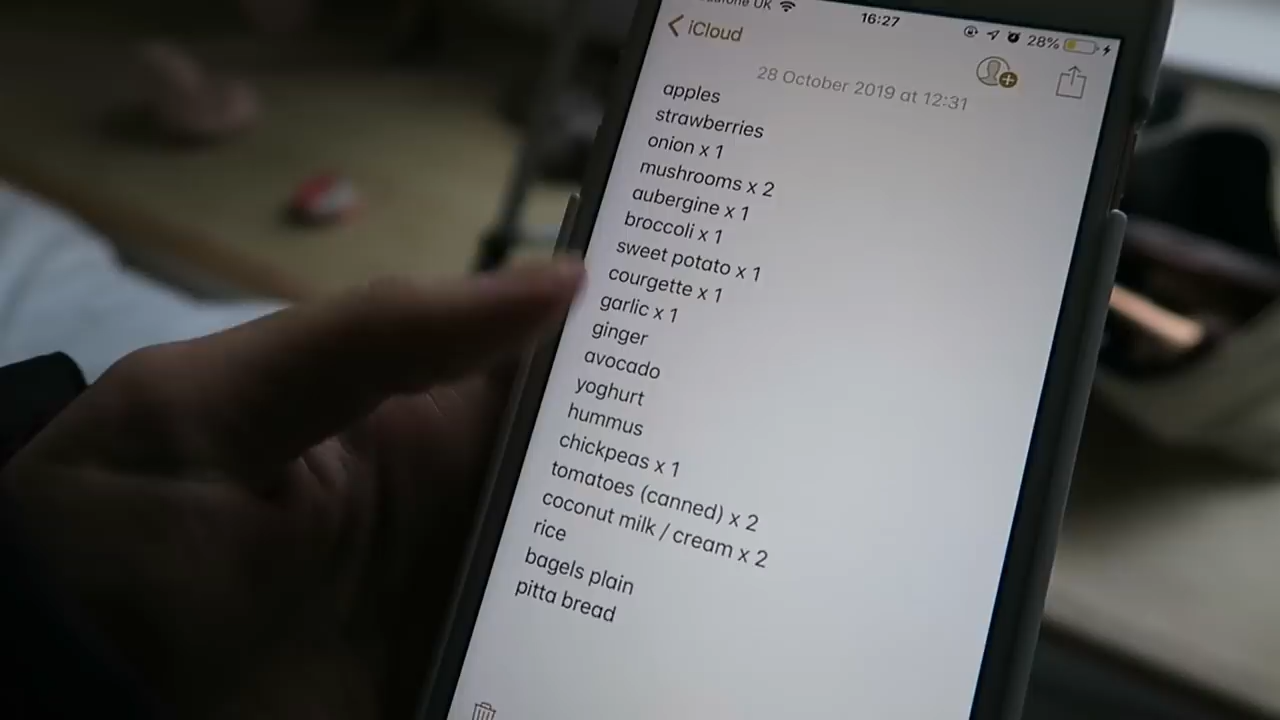 UK 16:27 28%
iCloud
28 October 2019 at 12:31
apples
strawberries
onion x 1
mushrooms x 2
aubergine x 1
broccoli x 1
sweet potato x 1
courgette x 1
garlic x 1
ginger
avocado
yoghurt
hummus
chickpeas x 1
tomatoes (canned) x 2
coconut milk / cream x 2
rice
bagels plain
pitta bread